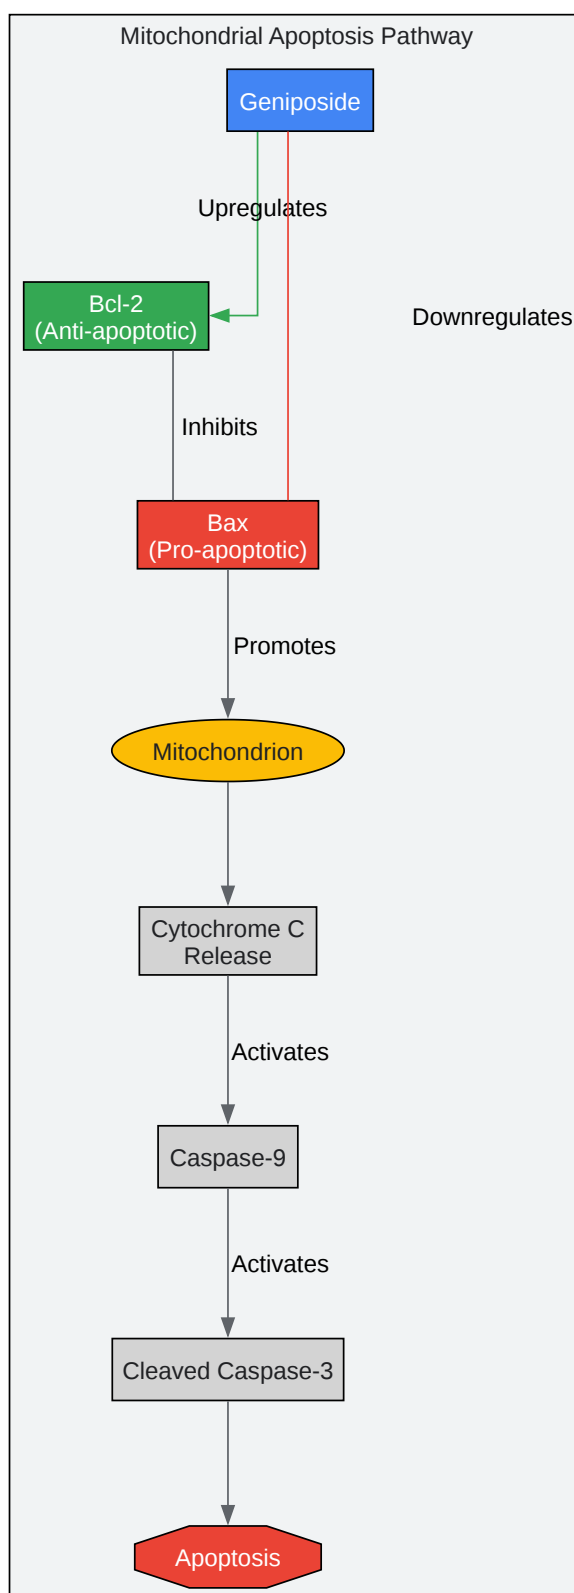 Mitochondrial Apoptosis Pathway
Geniposide
Upregulates
Bcl-2
(Anti-apoptotic)
Downregulates
Inhibits
Bax
(Pro-apoptotic)
Promotes
Mitochondrion
Cytochrome C
Release
Activates
Caspase-9
Activates
Cleaved Caspase-3
Apoptosis